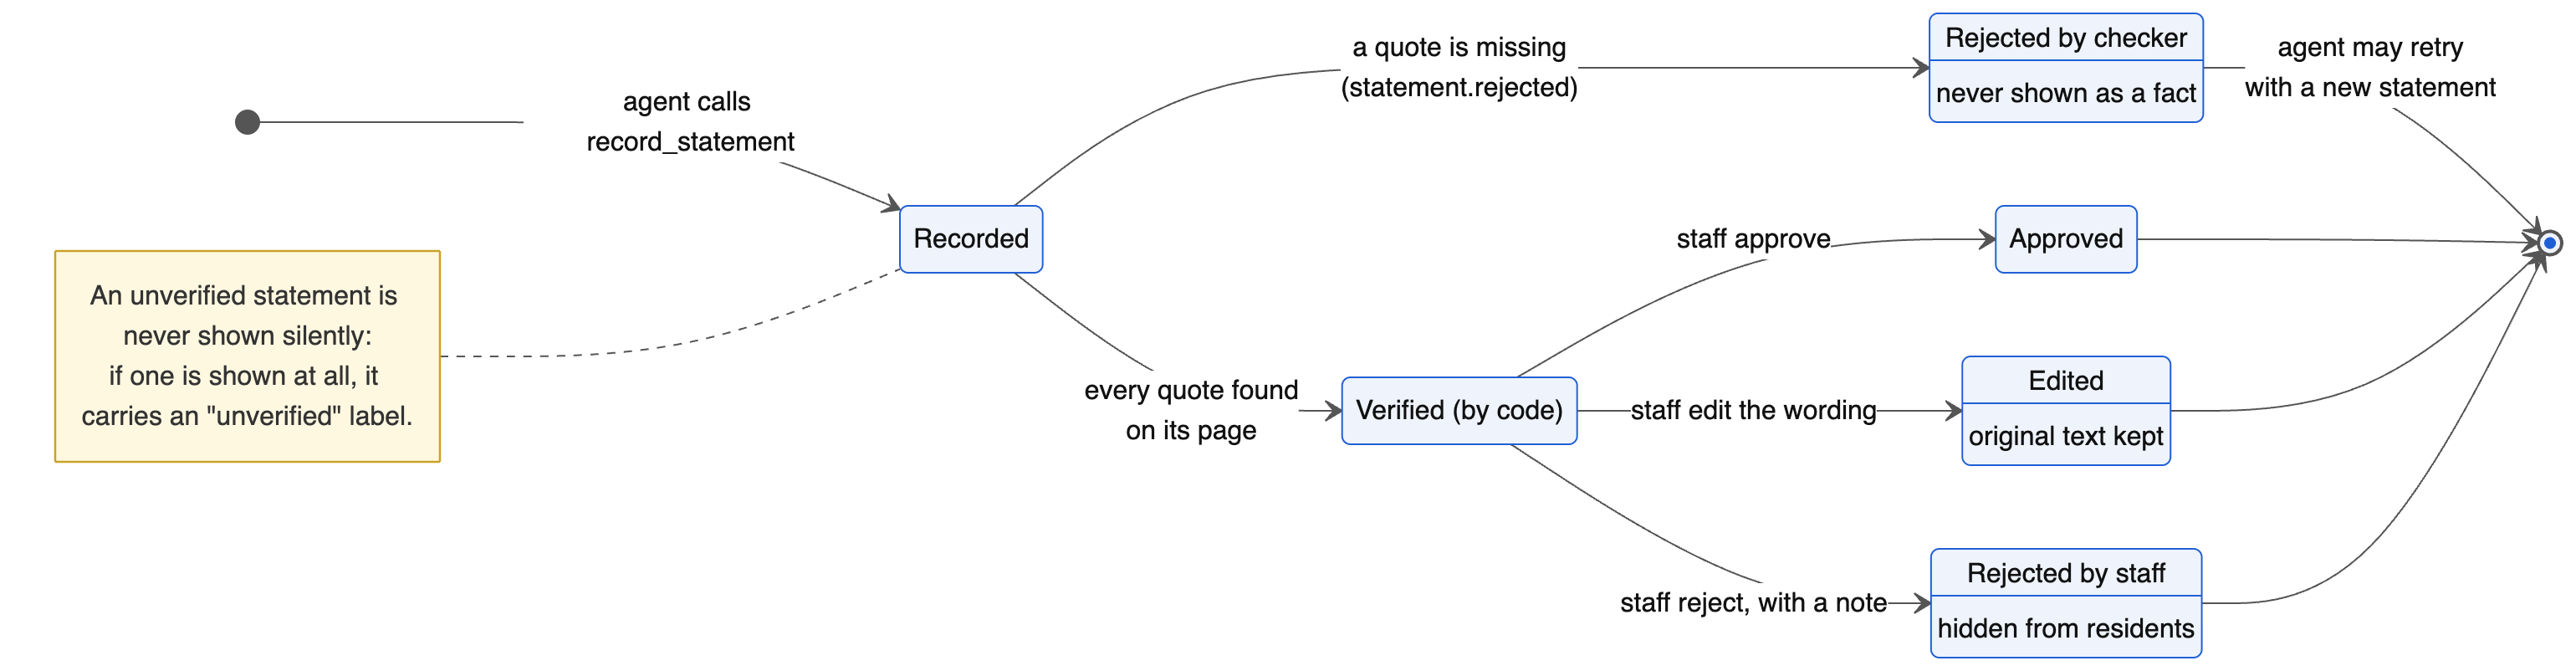 agent calls
record_statement
An unverified statement is
never shown silently:
if one is shown at all, it
carries an "unverified" label.
Recorded
a quote is missing
(statement.rejected)
every quote found
on its page
Rejected by checker
never shown as a fact
agent may retry
with a new statement
Verified (by code)
staff approve
Approved
staff edit the wording
Edited
original text kept
staff reject, with a note
Rejected by staff
hidden from residents